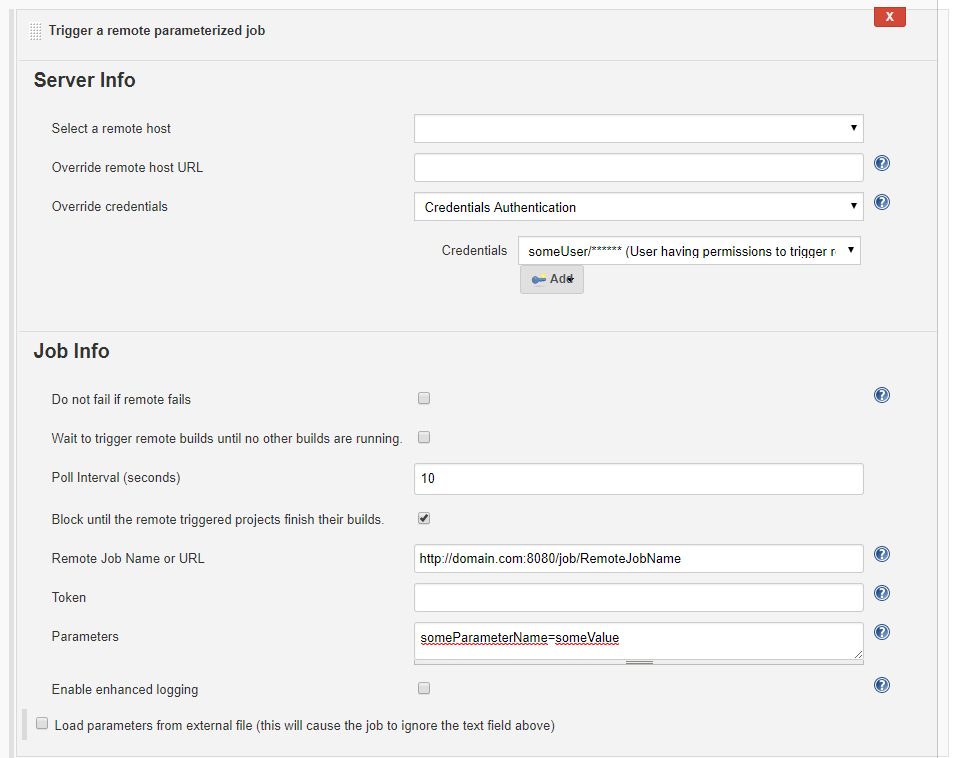 X
Trigger a remote parameterized job
Server Info
Select a remote host
Override remote host URL
?
Override credentials
Credentials Authentication
?
Credentials
someUser/****** (User having permissions to trigger r
Add
Job Info
Do not fail if remote fails
?
Wait to trigger remote builds until no other builds are running.
Poll Interval (seconds)
10
Block until the remote triggered projects finish their builds.
Remote Job Name or URL
http://domain.com:8080/job/RemoteJobName
?
Token
?
Parameters
someParameterName=someValue
?
Enable enhanced logging
?
Load parameters from external file (this will cause the job to ignore the text field above)